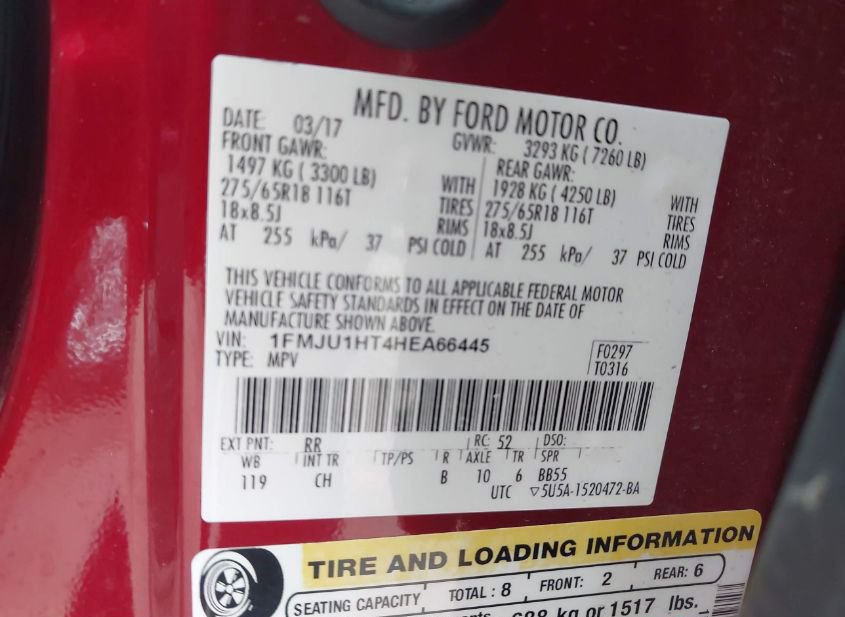 MFD. BY FORD MOTOR CO.
DATE: 03/17 GVWR: 3293 KG ( 7260 LB)
FRONT GAWR: REAR GAWR:
1497 KG ( 3300 LB) WITH 1928 KG ( 4250 LB) WITH
275/65R18 116T TIRES 275/65R18 116T TIRES
18x8.5J RIMS 18x8.5J RIMS
AT 255 kPa/ 37 PSI COLD AT 255 kPa/ 37 PSI COLD
THIS VEHICLE CONFORMS TO ALL APPLICABLE FEDERAL MOTOR
VEHICLE SAFETY STANDARDS IN EFFECT ON THE DATE OF
MANUFACTURE SHOWN ABOVE.
VIN: 1FMJU1HT4HEA66445 F0297
TYPE: MPV T0316
EXT PNT: RR RC: 52 DSO:
WB INT TR TP/PS R AXLE TR SPR
119 CH B 10 6 BB55
UTC ▽5U5A-1520472-BA
TIRE AND LOADING INFORMATION
SEATING CAPACITY TOTAL : 8 FRONT: 2 REAR: 6
kg or 1517 lbs.